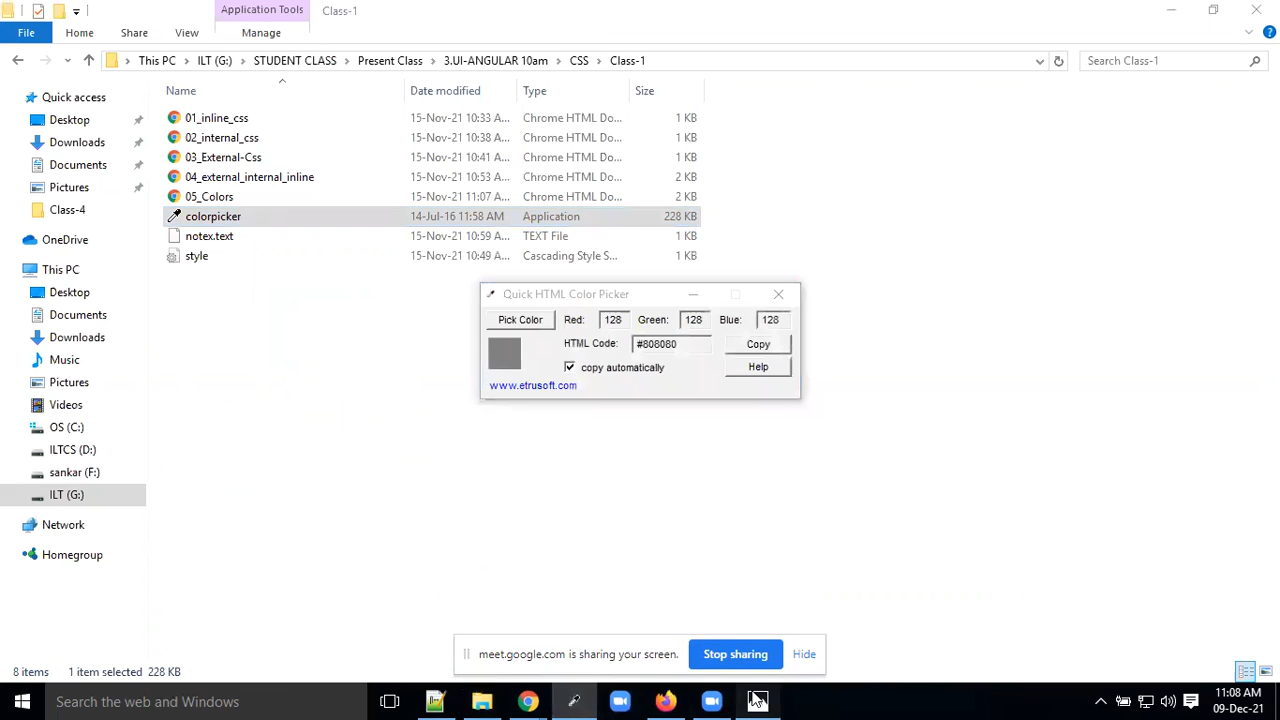 Application Tools
Class-1
File
Home
Share
View
Manage
This PC
ILT (G:)
STUDENT CLASS
Present Class
3.UI-ANGULAR 10am
CSS
Class-1
Search Class-1
Name
Date modified
Type
Size
Quick access
Desktop
Downloads
Documents
Pictures
Class-4
OneDrive
This PC
Desktop
Documents
Downloads
Music
Pictures
Videos
OS (C:)
ILTCS (D:)
sankar (F:)
ILT (G:)
Network
Homegroup
01_inline_css 15-Nov-21 10:33 A... Chrome HTML Do... 1 KB
02_internal_css 15-Nov-21 10:38 A... Chrome HTML Do... 1 KB
03_External-Css 15-Nov-21 10:41 A... Chrome HTML Do... 1 KB
04_external_internal_inline 15-Nov-21 10:53 A... Chrome HTML Do... 2 KB
05_Colors 15-Nov-21 11:07 A... Chrome HTML Do... 2 KB
colorpicker 14-Jul-16 11:58 AM Application 228 KB
notex.text 15-Nov-21 10:59 A... TEXT File 1 KB
style 15-Nov-21 10:49 A... Cascading Style S... 1 KB
Quick HTML Color Picker
Pick Color Red: 128 Green: 128 Blue: 128
HTML Code: #808080 Copy
copy automatically Help
www.etrusoft.com
meet.google.com is sharing your screen. Stop sharing Hide
8 items 1 item selected 228 KB
Search the web and Windows
11:08 AM
09-Dec-21